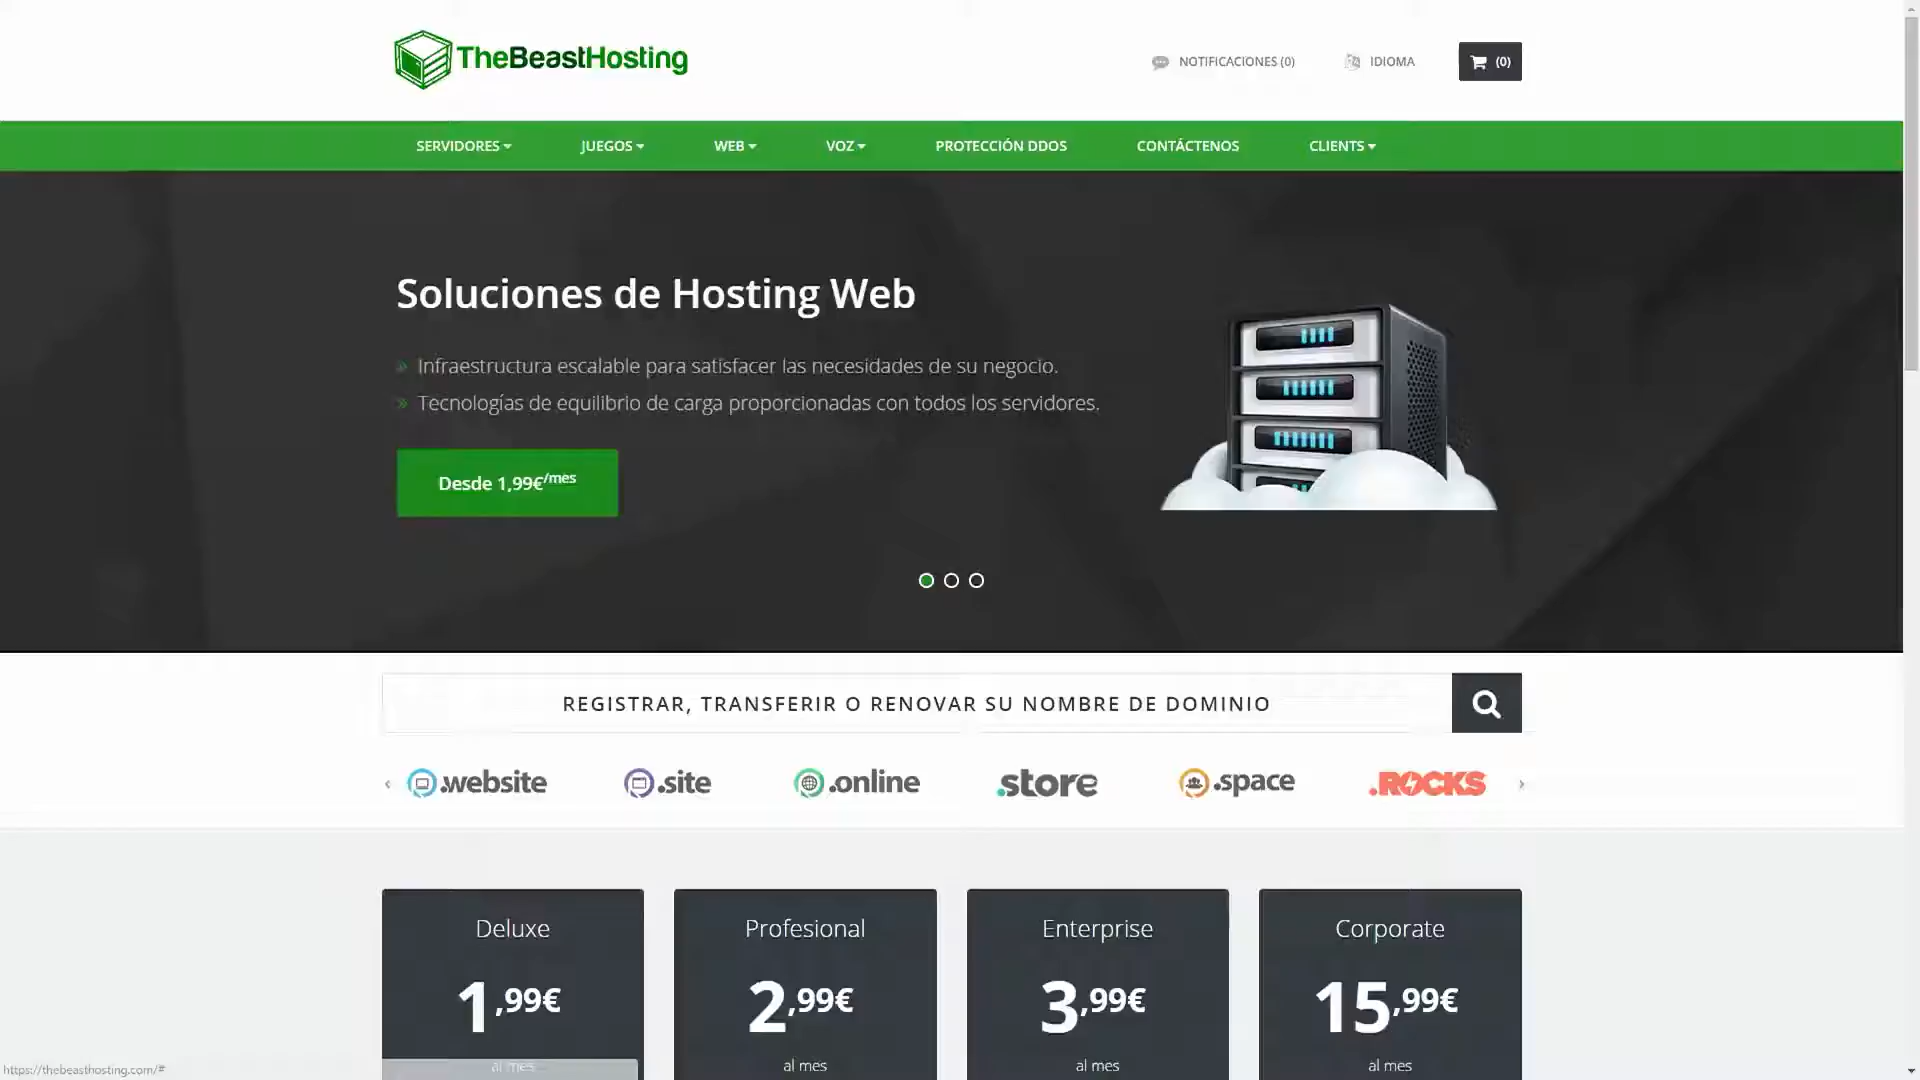 TheBeastHosting
NOTIFICACIONES (0)
IDIOMA
(0)
SERVIDORES
JUEGOS
WEB
VOZ
PROTECCIÓN DDOS
CONTÁCTENOS
CLIENTS
Soluciones de Hosting Web
» Infraestructura escalable para satisfacer las necesidades de su negocio.
» Tecnologías de equilibrio de carga proporcionadas con todos los servidores.
Desde 1,99€/mes
REGISTRAR, TRANSFERIR O RENOVAR SU NOMBRE DE DOMINIO
‹ .website .site .online .store .space .ROCKS ›
Deluxe
1,99€
al mes
Profesional
2,99€
al mes
Enterprise
3,99€
al mes
Corporate
15,99€
al mes
https://thebeasthosting.com/#